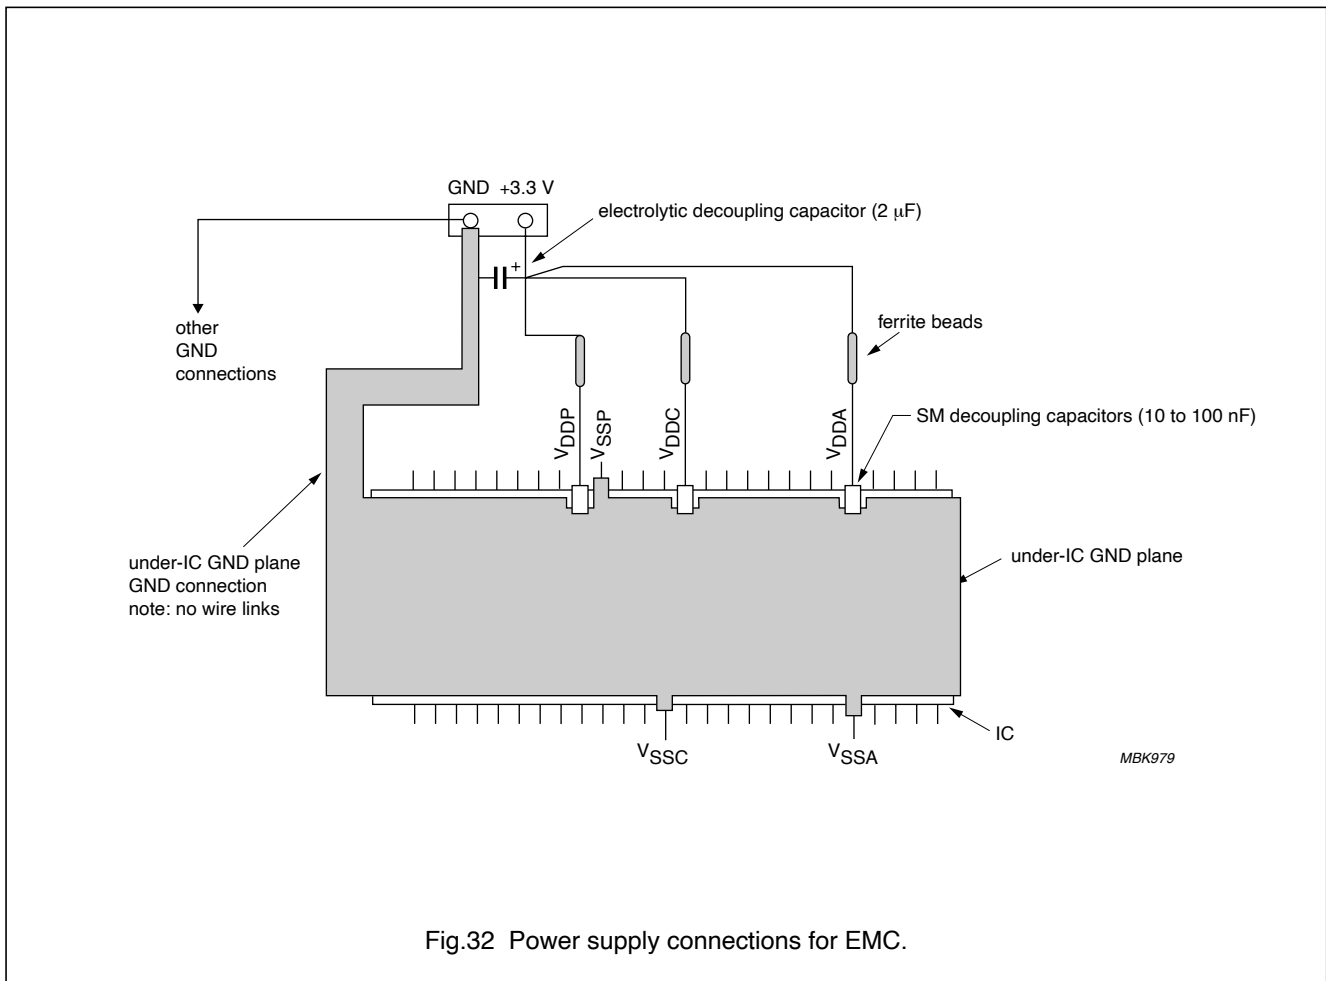 GND +3.3 V
electrolytic decoupling capacitor (2 μF)
+
other
GND
connections
ferrite beads
SM decoupling capacitors (10 to 100 nF)
VDDP
VSSP
VDDC
VDDA
under-IC GND plane
GND connection
note: no wire links
under-IC GND plane
IC
VSSC
VSSA
MBK979
Fig.32 Power supply connections for EMC.